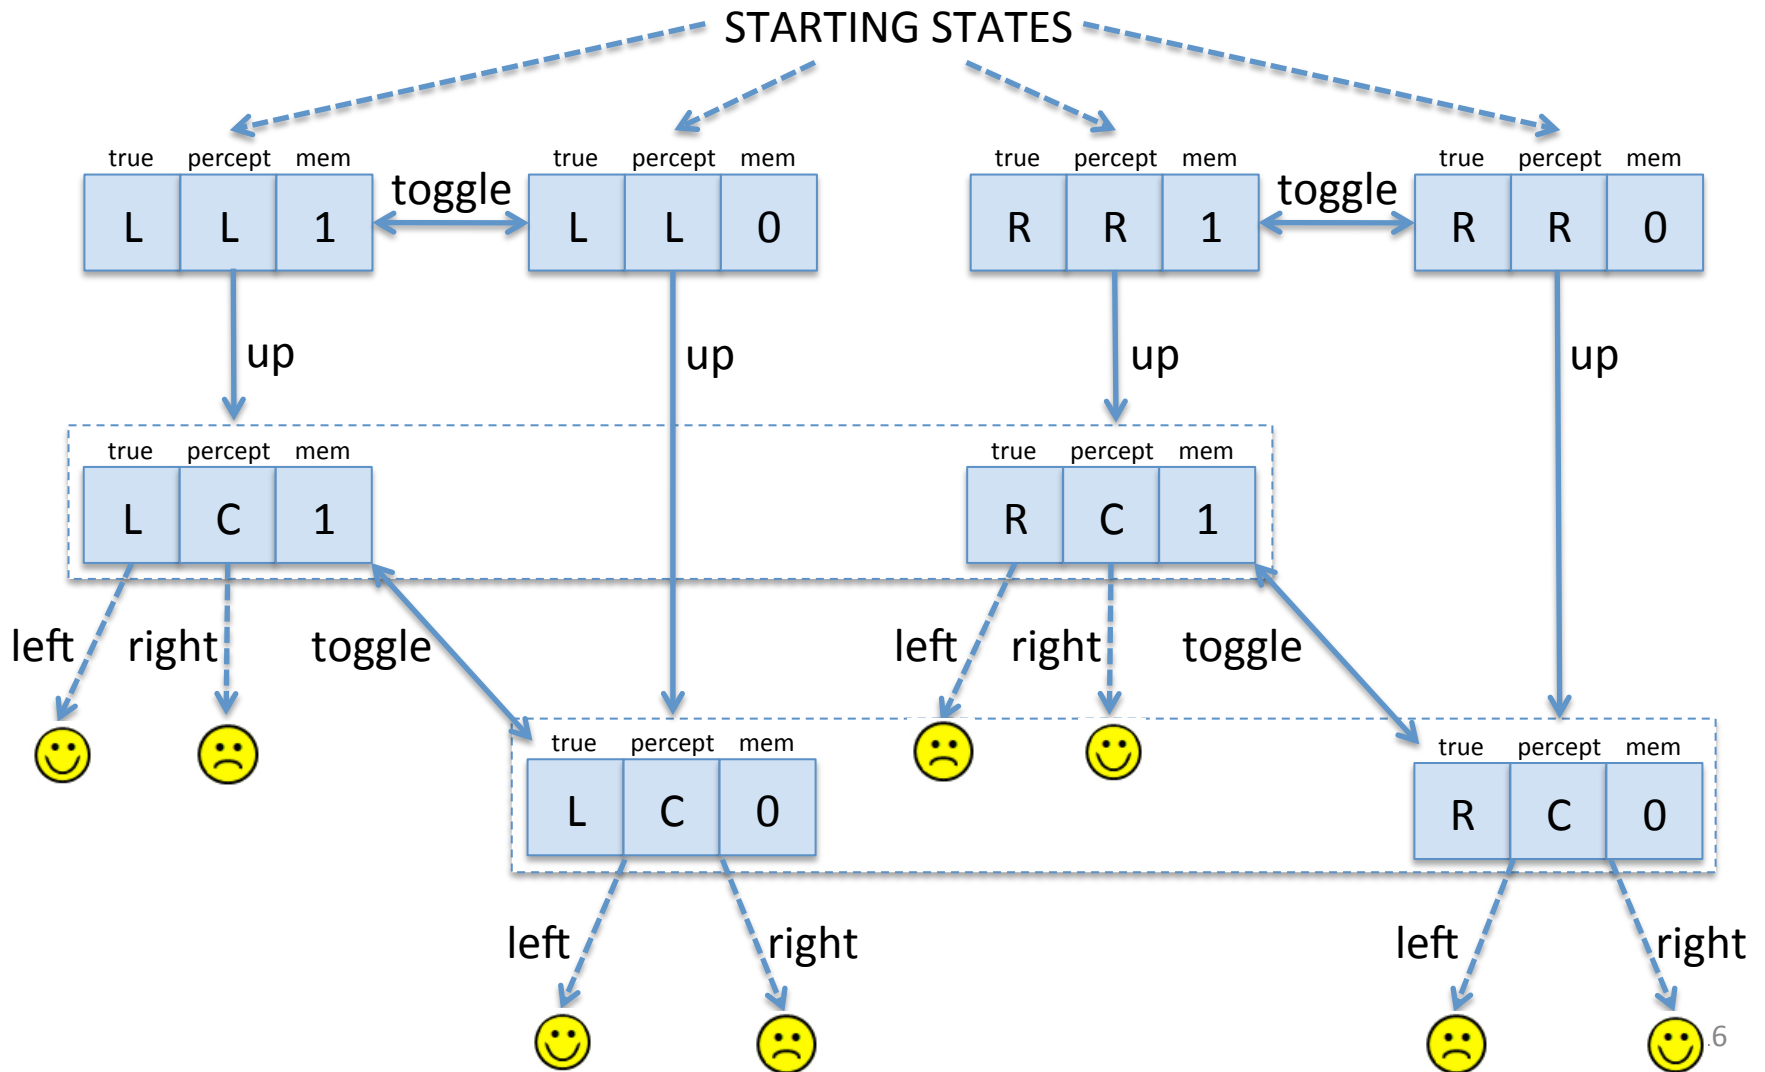 STARTING STATES
true percept mem true percept mem true percept mem true percept mem
L L 1 toggle L L 0 R R 1 toggle R R 0
up up up up
true percept mem true percept mem
L C 1 R C 1
left right toggle left right toggle
true percept mem true percept mem
L C 0 R C 0
left right left right
6